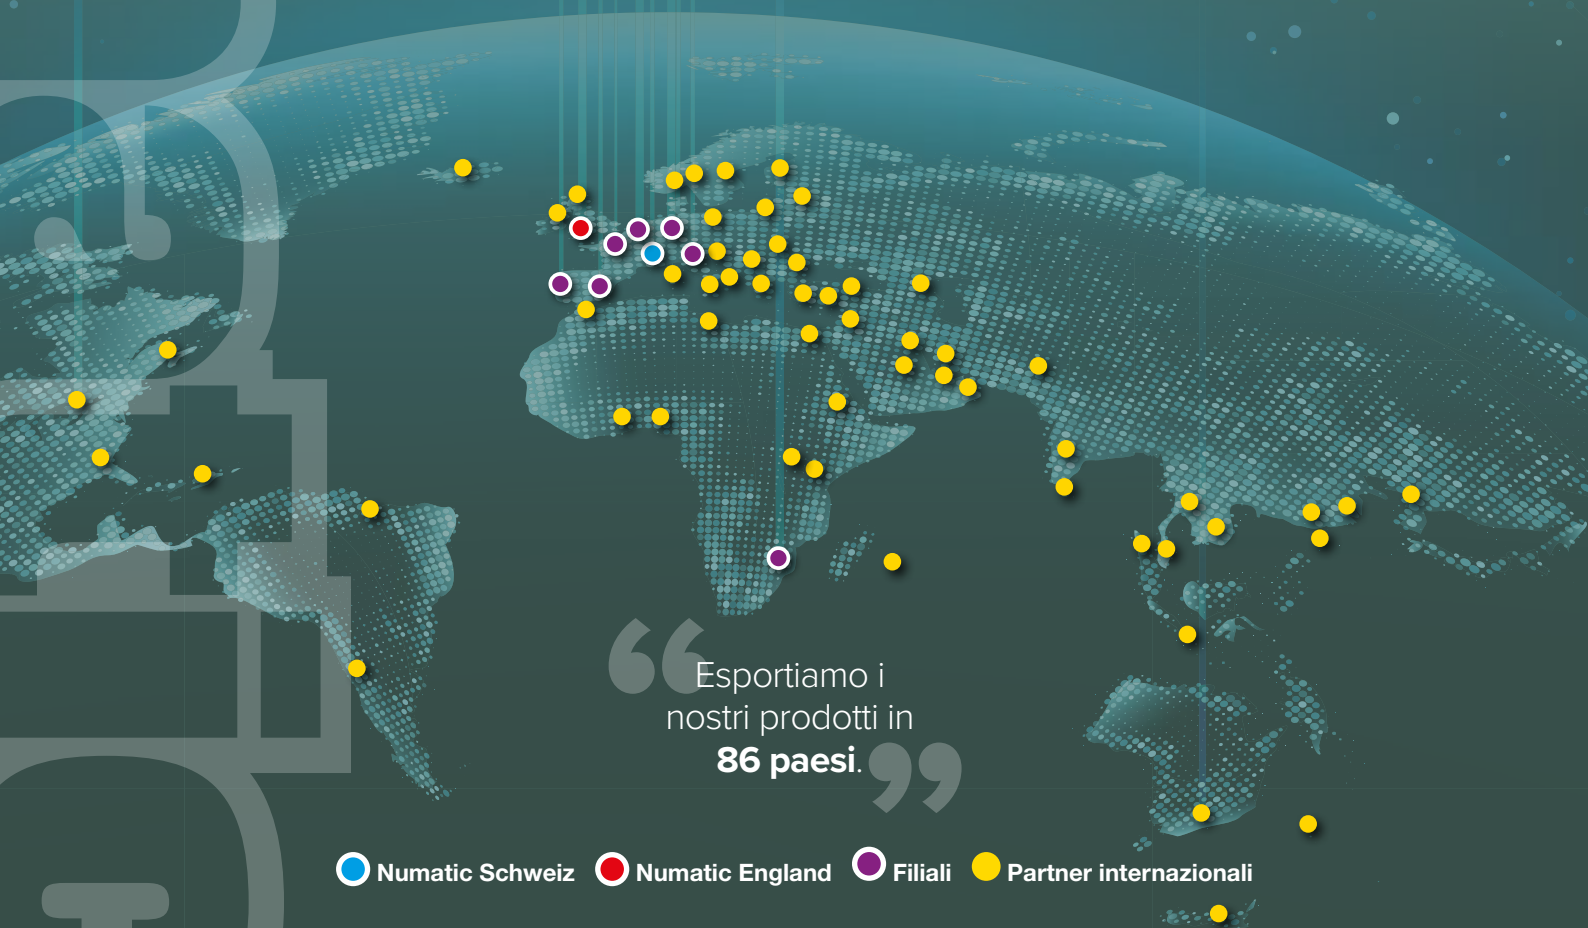 “Esportiamo i
nostri prodotti in
86 paesi.”
Numatic Schweiz
Numatic England
Filiali
Partner internazionali